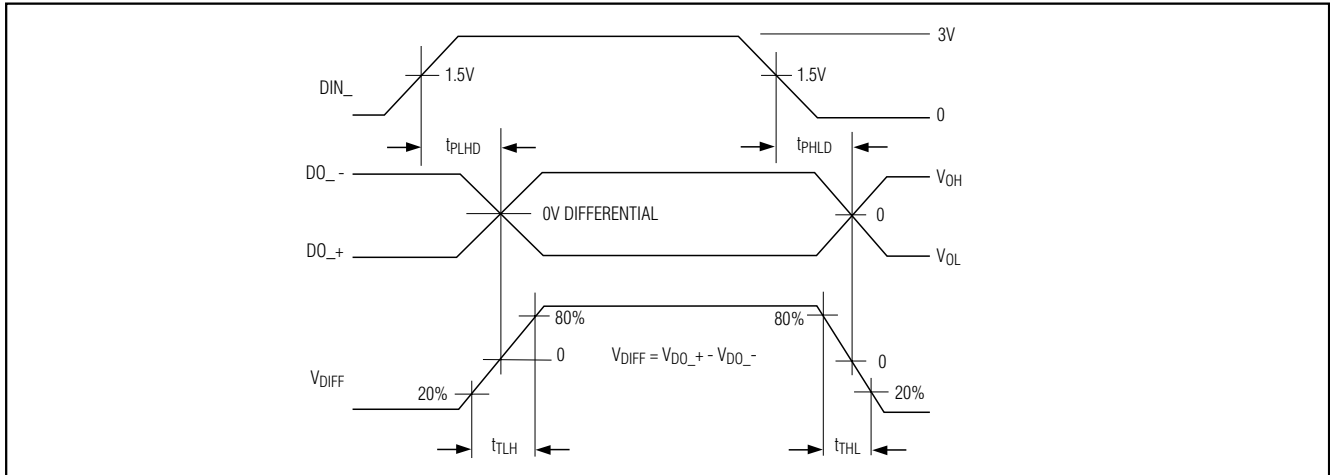 3V
1.5V
1.5V
DIN_
0
tPLHD
tPHLD
DO_ -
VOH
0V DIFFERENTIAL
0
DO_ +
VOL
80%
80%
0
VDIFF = VDO_+ - VDO_-
0
VDIFF
20%
20%
tTLH
tTHL